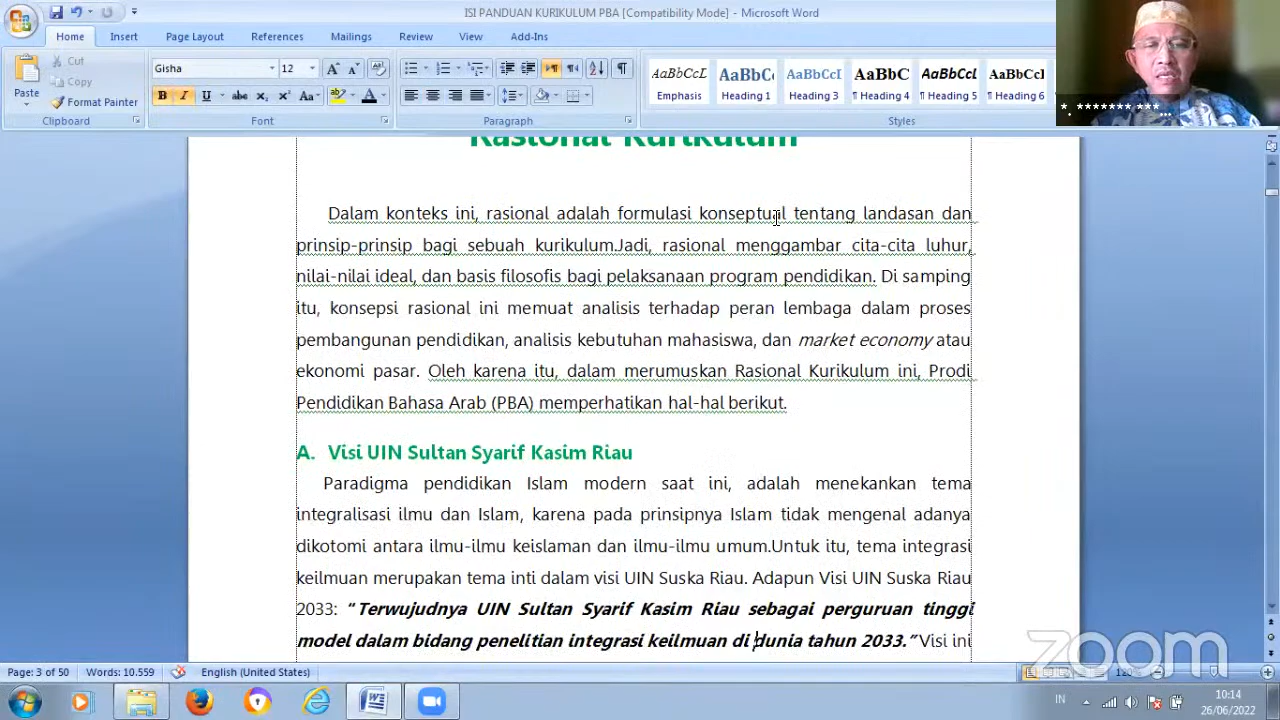 ISI PANDUAN KURIKULUM PBA [Compatibility Mode] - Microsoft Word
Home Insert Page Layout References Mailings Review View Add-Ins
Paste
Cut
Copy
Format Painter
Clipboard
Gisha 12
Font
Paragraph
AaBbCcL AaBbCc AaBbCcI AaBbC AaBbCcL AaBbCcI
Emphasis Heading 1 Heading 3 ¶ Heading 4 ¶ Heading 5 ¶ Heading 6
Styles
*. ******* ***...
Rasional Kurikulum
Dalam konteks ini, rasional adalah formulasi konseptual tentang landasan dan
prinsip-prinsip bagi sebuah kurikulum.Jadi, rasional menggambar cita-cita luhur,
nilai-nilai ideal, dan basis filosofis bagi pelaksanaan program pendidikan. Di samping
itu, konsepsi rasional ini memuat analisis terhadap peran lembaga dalam proses
pembangunan pendidikan, analisis kebutuhan mahasiswa, dan market economy atau
ekonomi pasar. Oleh karena itu, dalam merumuskan Rasional Kurikulum ini, Prodi
Pendidikan Bahasa Arab (PBA) memperhatikan hal-hal berikut.
A. Visi UIN Sultan Syarif Kasim Riau
Paradigma pendidikan Islam modern saat ini, adalah menekankan tema
integralisasi ilmu dan Islam, karena pada prinsipnya Islam tidak mengenal adanya
dikotomi antara ilmu-ilmu keislaman dan ilmu-ilmu umum.Untuk itu, tema integrasi
keilmuan merupakan tema inti dalam visi UIN Suska Riau. Adapun Visi UIN Suska Riau
2033: "Terwujudnya UIN Sultan Syarif Kasim Riau sebagai perguruan tinggi
model dalam bidang penelitian integrasi keilmuan di dunia tahun 2033." Visi ini
zoom
Page: 3 of 50 Words: 10.559 English (United States)
IN
10:14
26/06/2022